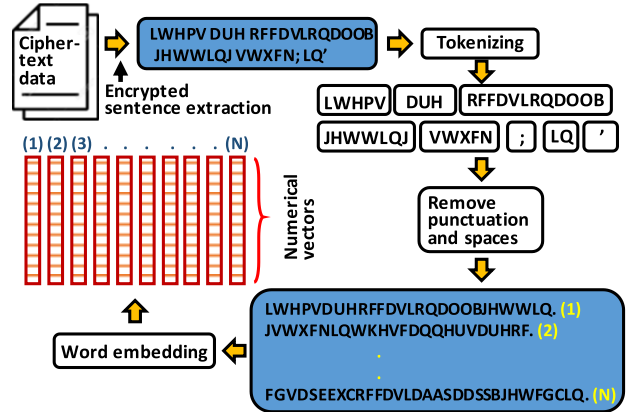 Cipher-
text
data
LWHPV DUH RFFDVLRQDOOB
JHWWLQJ VWXFN; LQ’
Encrypted
sentence extraction
Tokenizing
LWHPV DUH RFFDVLRQDOOB
JHWWLQJ VWXFN ; LQ ’
Remove
punctuation
and spaces
LWHPVDUHRFFDVLRQDOOBJHWWLQ. (1)
JVWXFNLQWKHVFDQQHUVDUHRF. (2)
.
.
FGVDSEEXCRFFDVLDAASDDSSBJHWFGCLQ. (N)
Word embedding
(1) (2) (3) . . . . . . (N)
Numerical
vectors